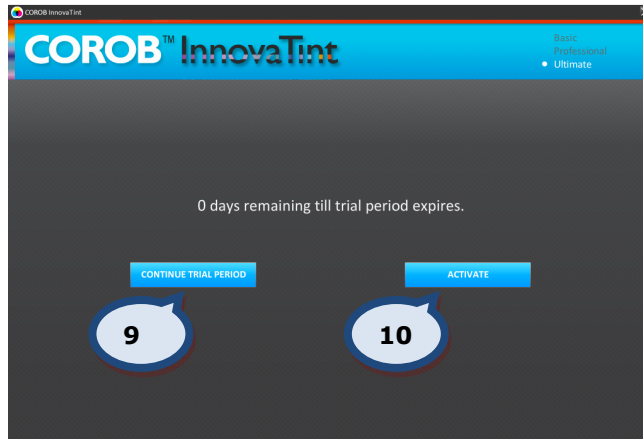 COROB InnovaTint
COROB™ InnovaTint
Basic
Professional
Ultimate
0 days remaining till trial period expires.
CONTINUE TRIAL PERIOD
ACTIVATE
9
10